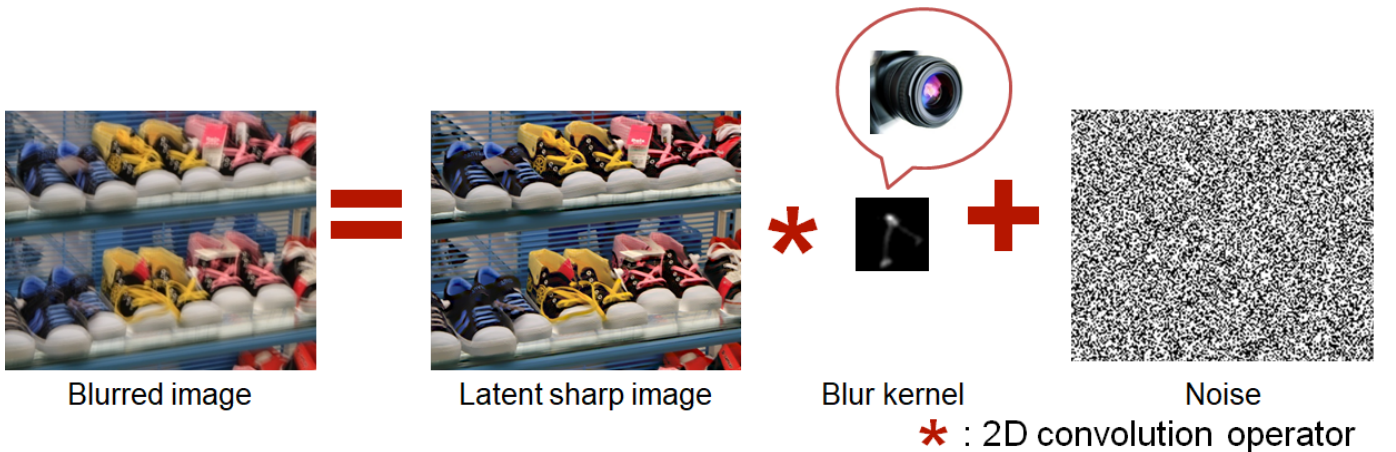 Blurred image
Latent sharp image
Blur kernel
Noise
* : 2D convolution operator